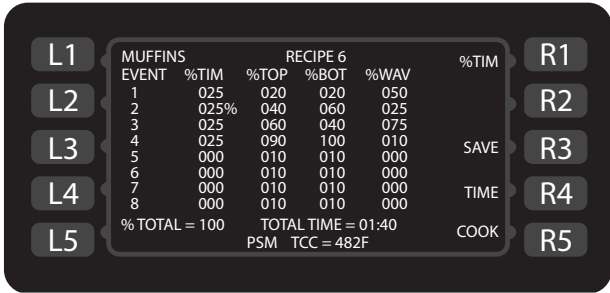 L1 MUFFINS RECIPE 6 %TIM R1
EVENT %TIM %TOP %BOT %WAV
1 025 020 020 050
L2 2 025% 040 060 025 R2
3 025 060 040 075
L3 4 025 090 100 010 SAVE R3
5 000 010 010 000
6 000 010 010 000
L4 7 000 010 010 000 TIME R4
8 000 010 010 000
% TOTAL = 100 TOTAL TIME = 01:40
L5 PSM TCC = 482F COOK R5